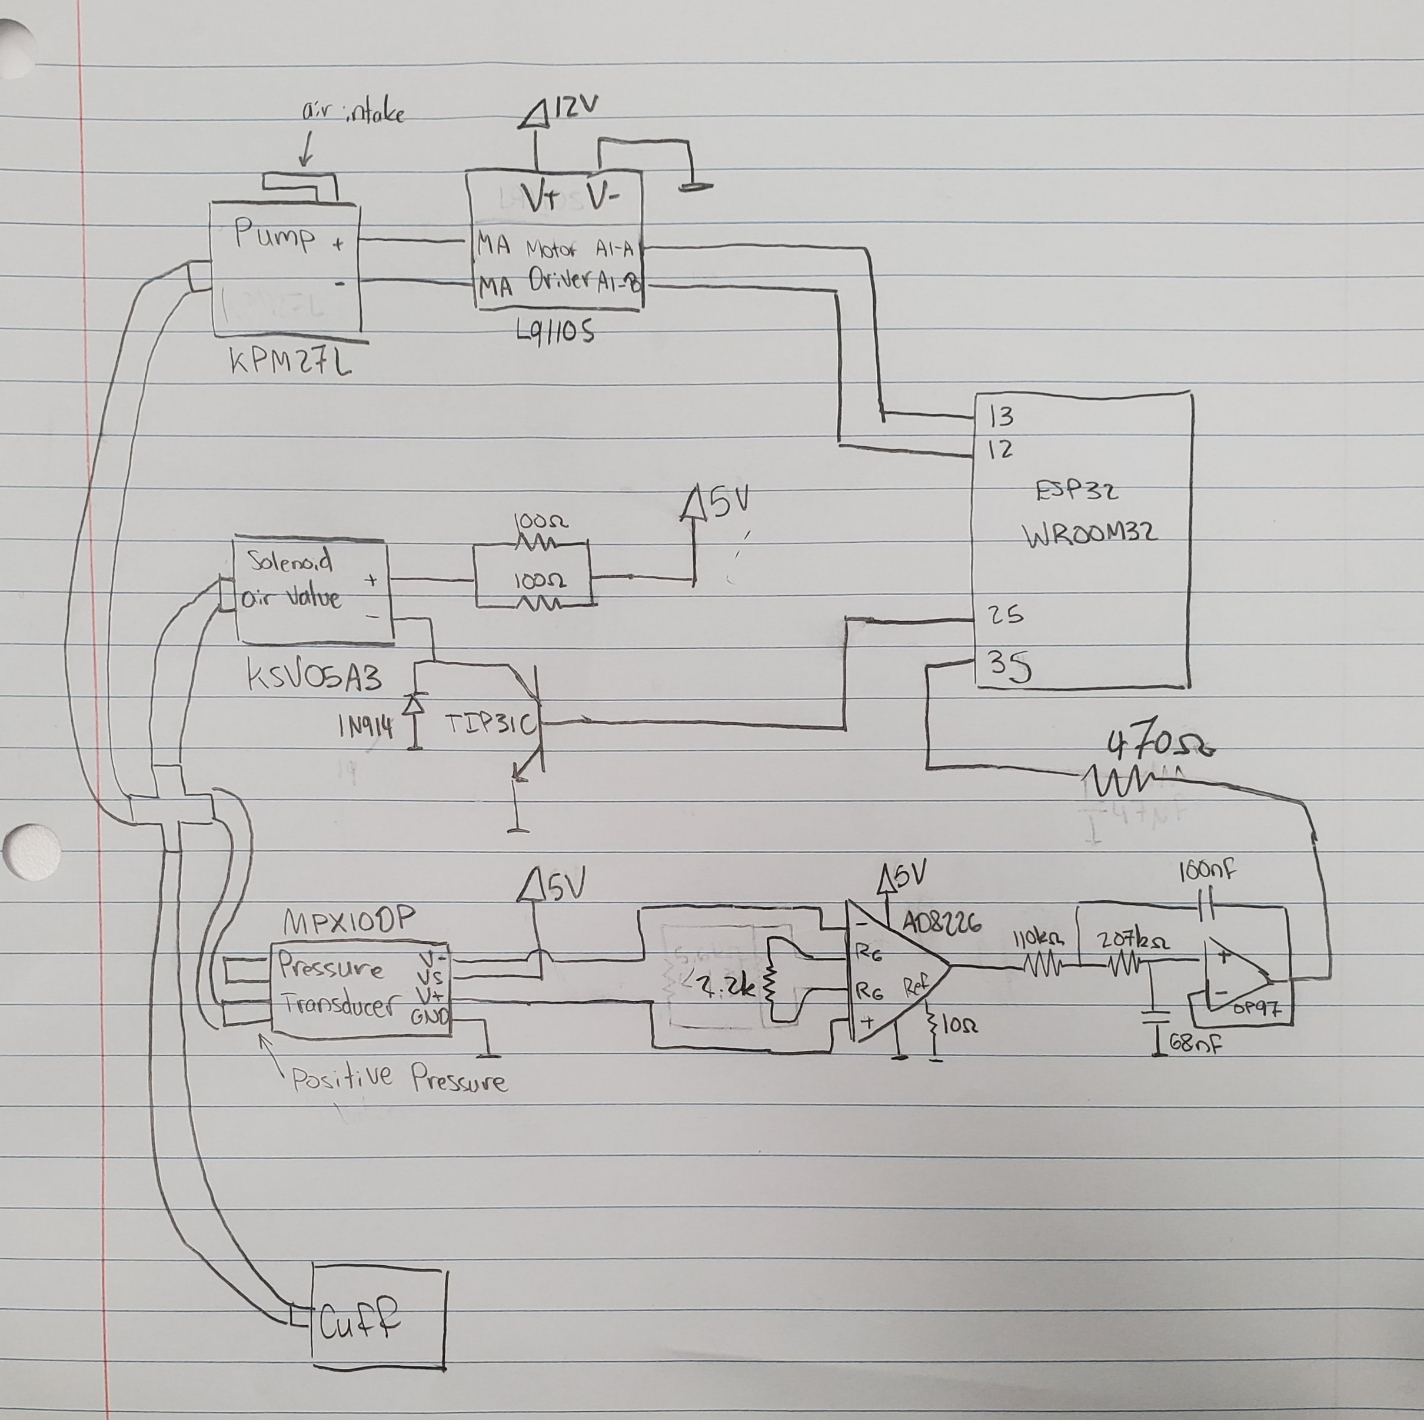 air intake
12V
V+ V-
Pump +
-
MA Motor A1-A
MA Driver A1-B
L9110S
KPM27L
13
12
ESP32
WROOM32
25
35
5V
100Ω
100Ω
Solenoid
air valve
+
-
KSV05A3
1N914
TIP31C
470Ω
5V
5V
100nF
MPX10DP
AD8226
110kΩ
207kΩ
V-
Pressure
Vs
Transducer
V+
GND
-
RG
2.2k
RG
Ref
+
10Ω
+
-
OP97
68nF
Positive Pressure
Cuff